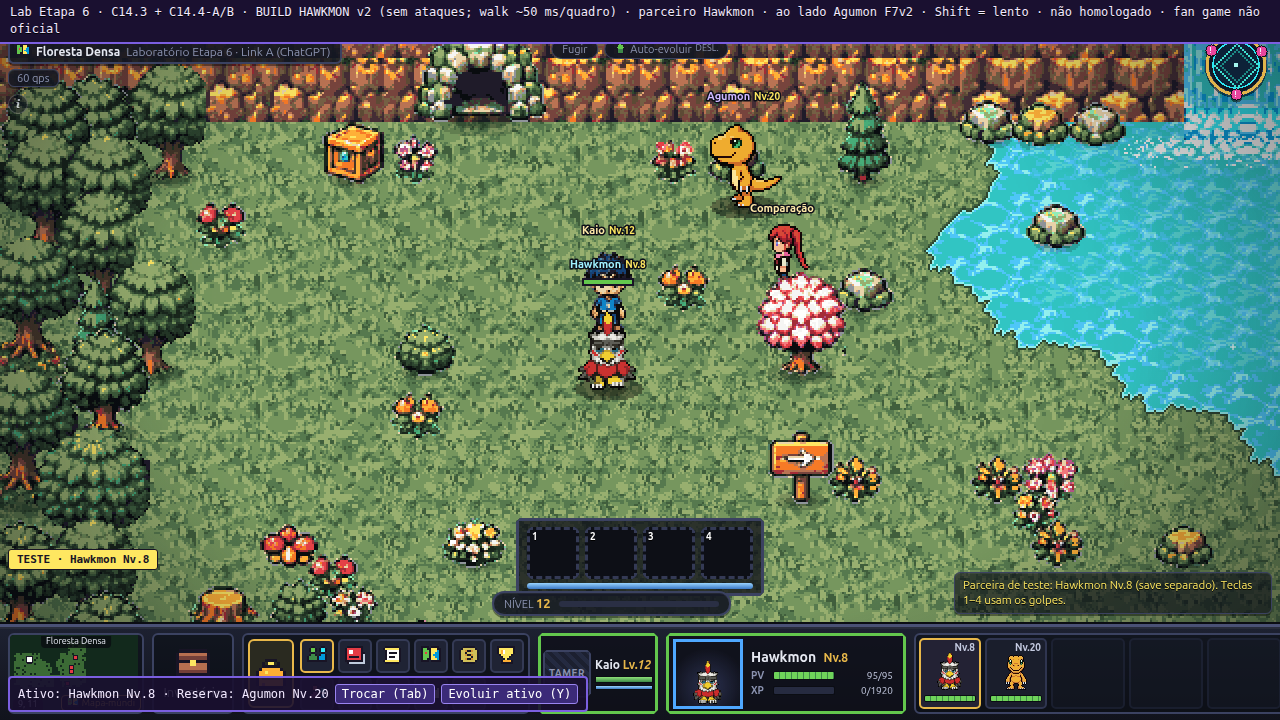 Lab Etapa 6 · C14.3 + C14.4-A/B · BUILD HAWKMON v2 (sem ataques; walk ~50 ms/quadro) · parceiro Hawkmon · ao lado Agumon F7v2 · Shift = lento · não homologado · fan game não
oficial
Floresta Densa Laboratório Etapa 6 · Link A (ChatGPT)
Fugir
Auto-evoluir DESL.
60 qps
i
Agumon Nv.20
Comparação
Kaio Nv.12
Hawkmon Nv.8
TESTE · Hawkmon Nv.8
1 2 3 4
NÍVEL 12
Parceira de teste: Hawkmon Nv.8 (save separado). Teclas
1–4 usam os golpes.
Floresta Densa
TAMER
Kaio Lv.12
Hawkmon Nv.8
PV 95/95
XP 0/1920
Nv.8
Nv.20
Ativo: Hawkmon Nv.8 · Reserva: Agumon Nv.20 Trocar (Tab) Evoluir ativo (Y)